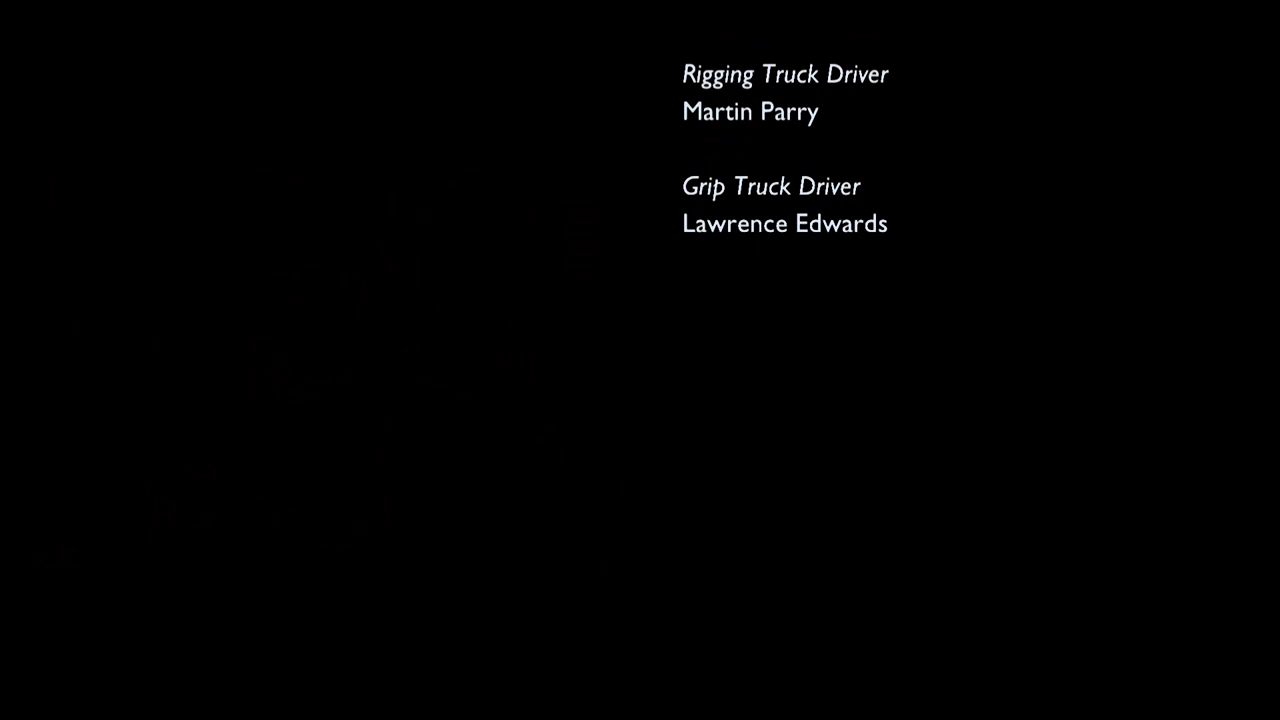 Rigging Truck Driver
Martin Parry
Grip Truck Driver
Lawrence Edwards